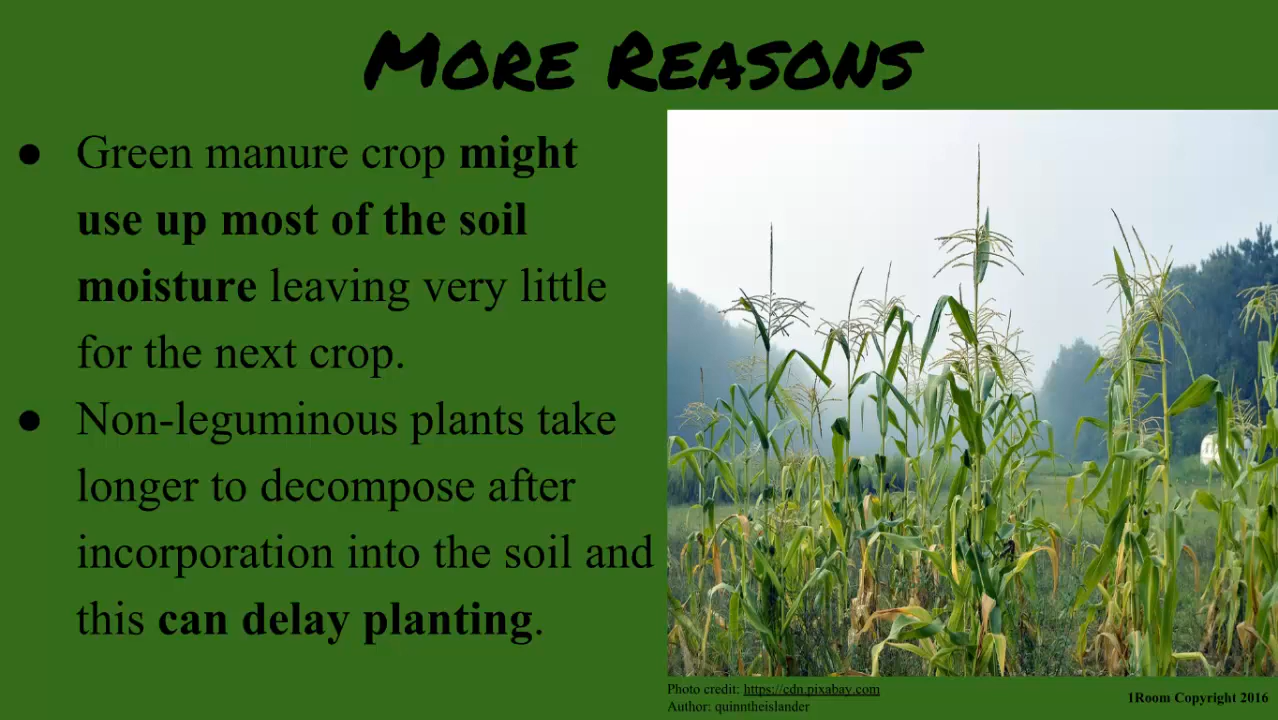 More Reasons
● Green manure crop might
use up most of the soil
moisture leaving very little
for the next crop.
● Non-leguminous plants take
longer to decompose after
incorporation into the soil and
this can delay planting.
Photo credit: https://cdn.pixabay.com
Author: quinntheislander
1Room Copyright 2016